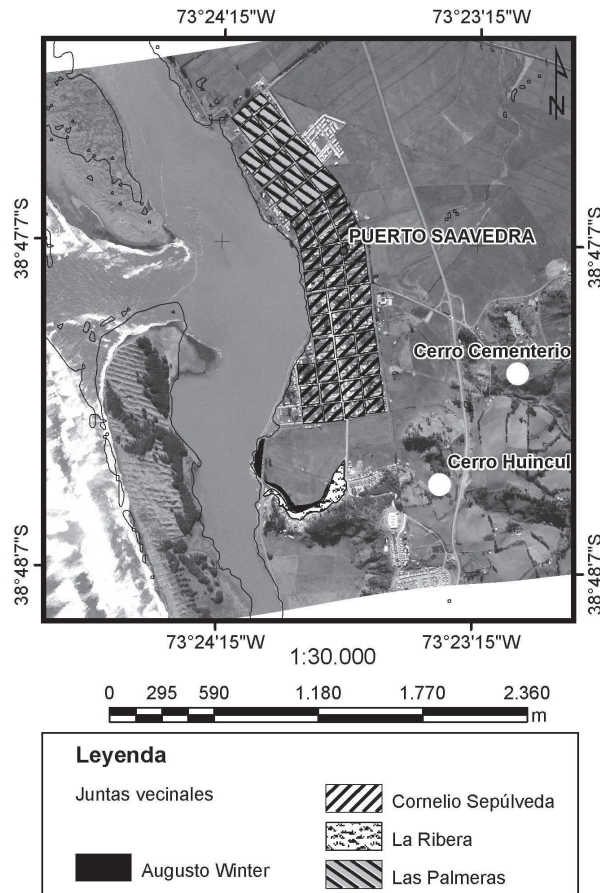 73°24'15"W 73°23'15"W
N
38°47'7"S 38°47'7"S
PUERTO SAAVEDRA
Cerro Cementerio
Cerro Huincul
38°48'7"S 38°48'7"S
73°24'15"W 73°23'15"W
1:30.000
0 295 590 1.180 1.770 2.360
m
Leyenda
Juntas vecinales
Cornelio Sepúlveda
La Ribera
Augusto Winter
Las Palmeras